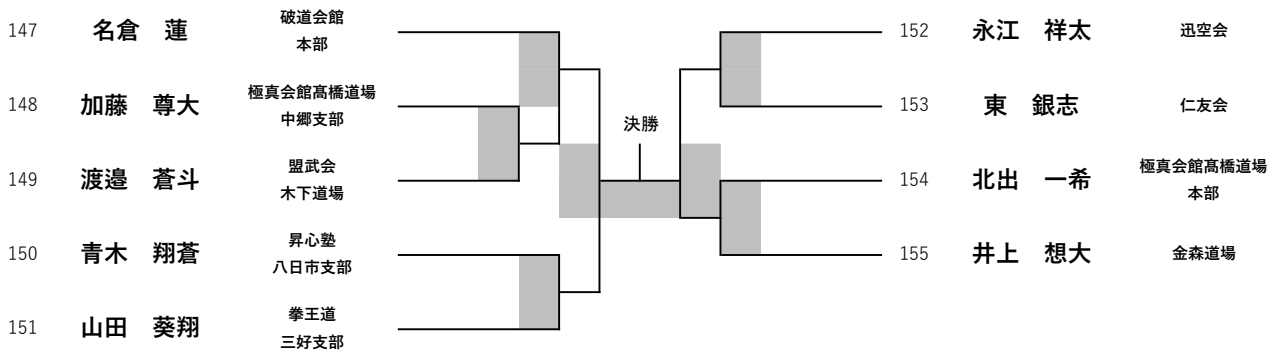 147 名倉 蓮 破道会館
本部
148 加藤 尊大 極真会館髙橋道場
中郷支部
149 渡邉 蒼斗 盟武会
木下道場
150 青木 翔蒼 昇心塾
八日市支部
151 山田 葵翔 拳王道
三好支部
決勝
152 永江 祥太 迅空会
153 東 銀志 仁友会
154 北出 一希 極真会館髙橋道場
本部
155 井上 想大 金森道場